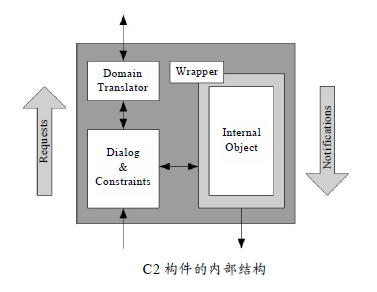 Domain
Translator
Wrapper
Requests
Dialog
&
Constraints
Internal
Object
Notifications
C2 构件的内部结构